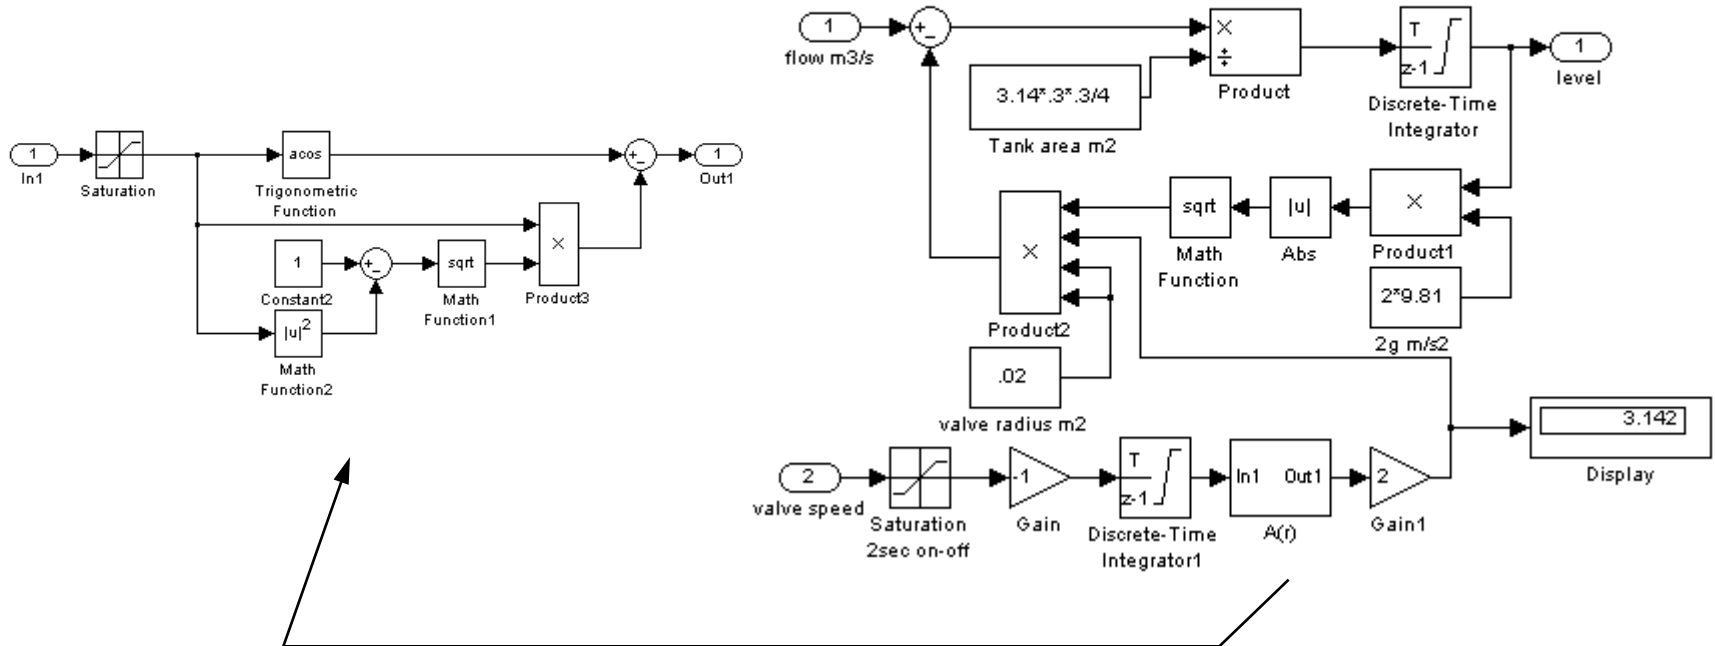 1
In1
Saturation
acos
Trigonometric
Function
+
-
1
Out1
1
Constant2
+
-
sqrt
Math
Function1
×
Product3
|u|2
Math
Function2
1
flow m3/s
+
-
3.14*.3*.3/4
Tank area m2
×
÷
Product
T
z-1
Discrete-Time
Integrator
1
level
×
Product2
sqrt
Math
Function
|u|
Abs
×
Product1
2*9.81
2g m/s2
.02
valve radius m2
3.142
Display
2
valve speed
Saturation
2sec on-off
-1
Gain
T
z-1
Discrete-Time
Integrator1
In1 Out1
A(r)
2
Gain1